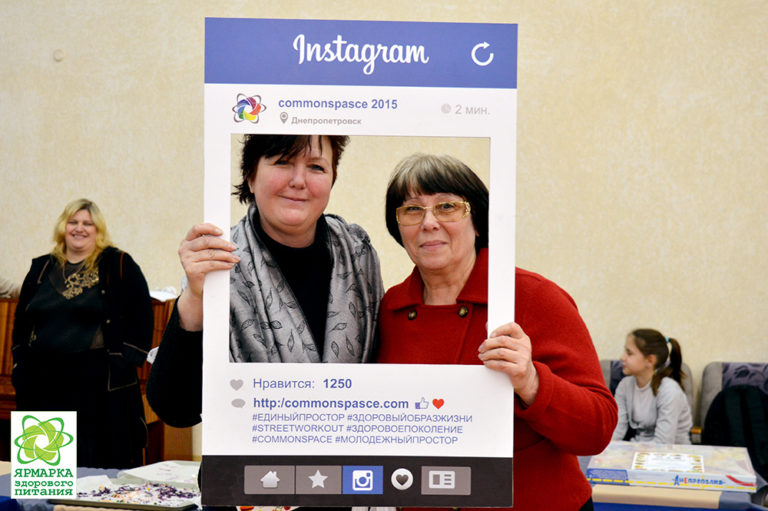 Instagram
commonspasce 2015
2 мин.
Днепропетровск
Нравится: 1250
http:/commonspasce.com
#ЕДИНЫЙПРОСТОР #ЗДОРОВЫЙОБРАЗЖИЗНИ
#STREETWORKOUT #ЗДОРОВОЕПОКОЛЕНИЕ
#COMMONSPACE #МОЛОДЕЖНЫЙПРОСТОР
ЯРМАРКА
здорового
питания